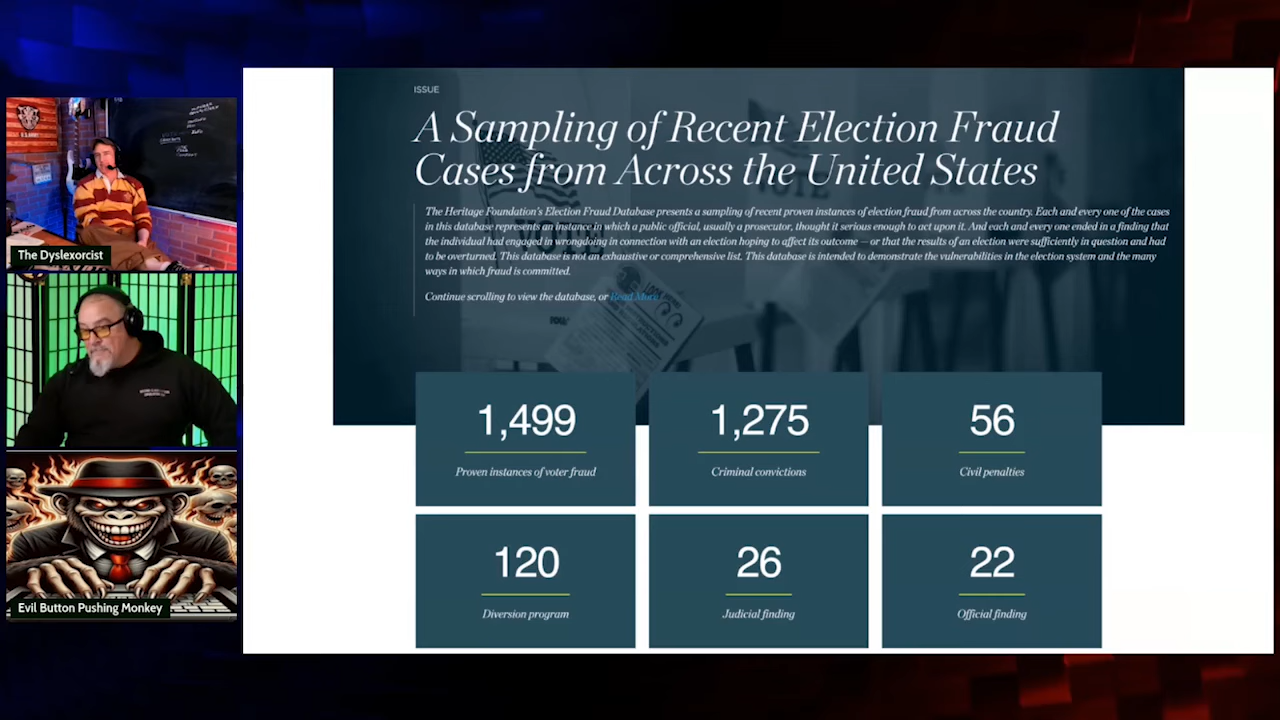 The Dyslexorcist
Evil Button Pushing Monkey
ISSUE
A Sampling of Recent Election Fraud
Cases from Across the United States
The Heritage Foundation's Election Fraud Database presents a sampling of recent proven instances of election fraud from across the country. Each and every one of the cases
in this database represents an instance in which a public official, usually a prosecutor, thought it serious enough to act upon it. And each and every one ended in a finding that
the individual had engaged in wrongdoing in connection with an election hoping to affect its outcome — or that the results of an election were sufficiently in question and had
to be overturned. This database is not an exhaustive or comprehensive list. This database is intended to demonstrate the vulnerabilities in the election system and the many
ways in which fraud is committed.
VOTE
Continue scrolling to view the database, or Read More!
1,499
Proven instances of voter fraud
1,275
Criminal convictions
56
Civil penalties
120
Diversion program
26
Judicial finding
22
Official finding